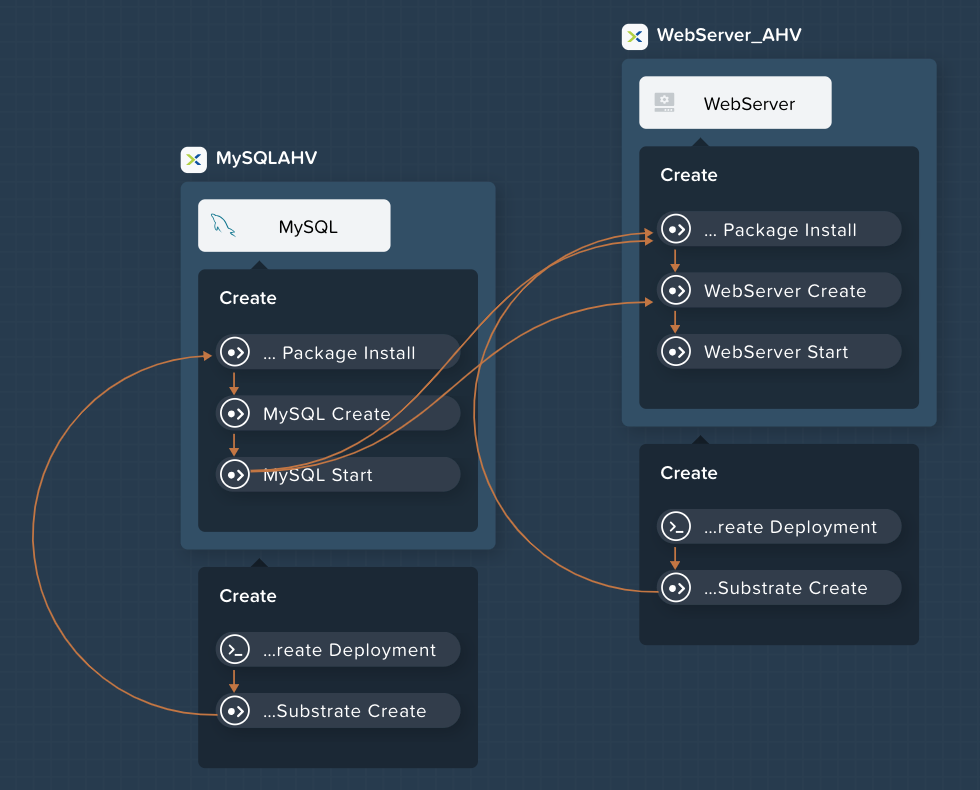 WebServer_AHV
WebServer
Create
... Package Install
WebServer Create
WebServer Start
Create
...reate Deployment
...Substrate Create
MySQLAHV
MySQL
Create
... Package Install
MySQL Create
MySQL Start
Create
...reate Deployment
...Substrate Create